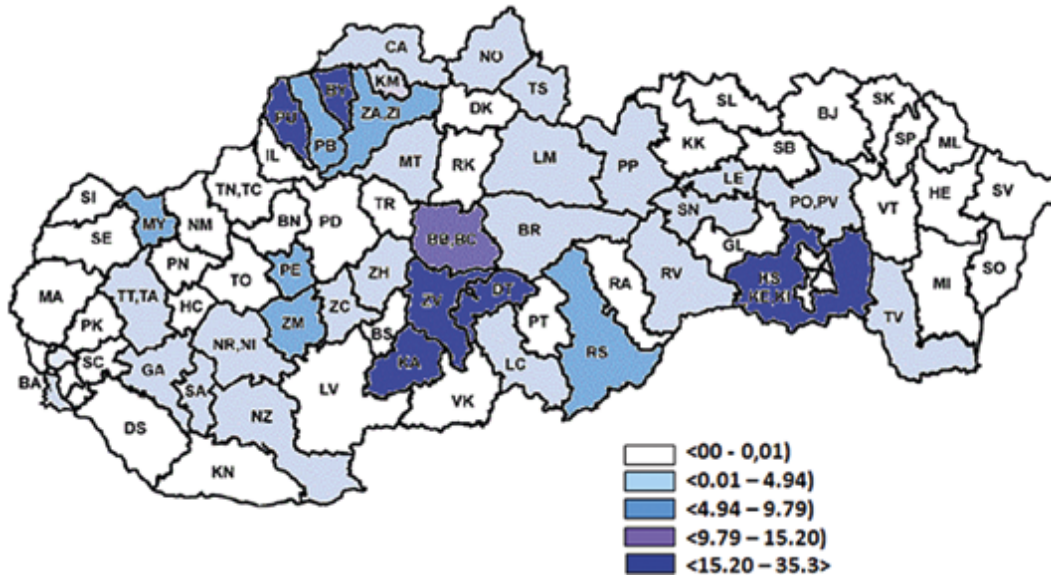 CA
NO
KM
TS
BY
PU
ZA,ZI
DK
SL
SK
BJ
PB
SP
ML
IL
KK
SB
MT
RK
LM
PP
HE
SV
TN,TC
LE
SI
PO,PV
VT
TR
SN
MY
NM
BN
PD
SE
BB,BC
BR
GL
PN
PE
ZH
RA
RV
SO
TO
KS
,KE,KI
MI
MA
TT,TA
DT
HC
ZV
ZC
ZM
PT
TV
PK
BS
NR,NI
RS
SC
KA
GA
LC
BA
SA
LV
NZ
VK
DS
KN
<00 - 0,01)
<0.01 – 4.94)
<4.94 – 9.79)
<9.79 – 15.20)
<15.20 – 35.3>